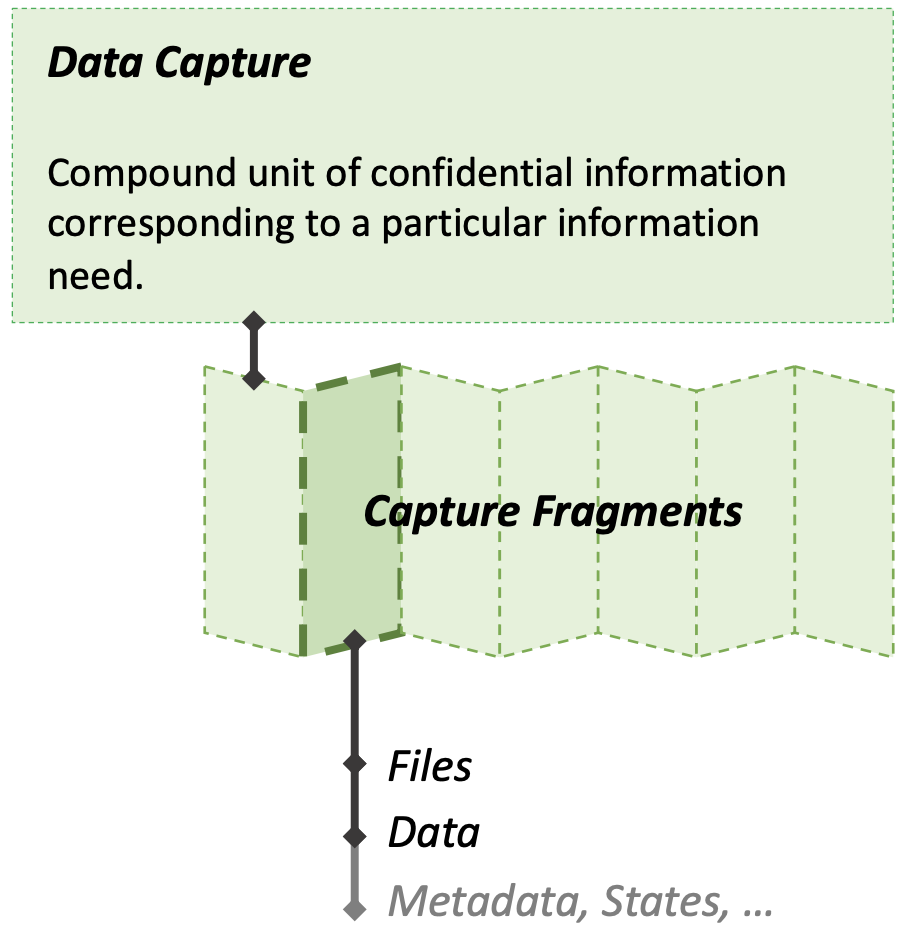 Data Capture
Compound unit of confidential information
corresponding to a particular information
need.
Capture Fragments
Files
Data
Metadata, States, ...